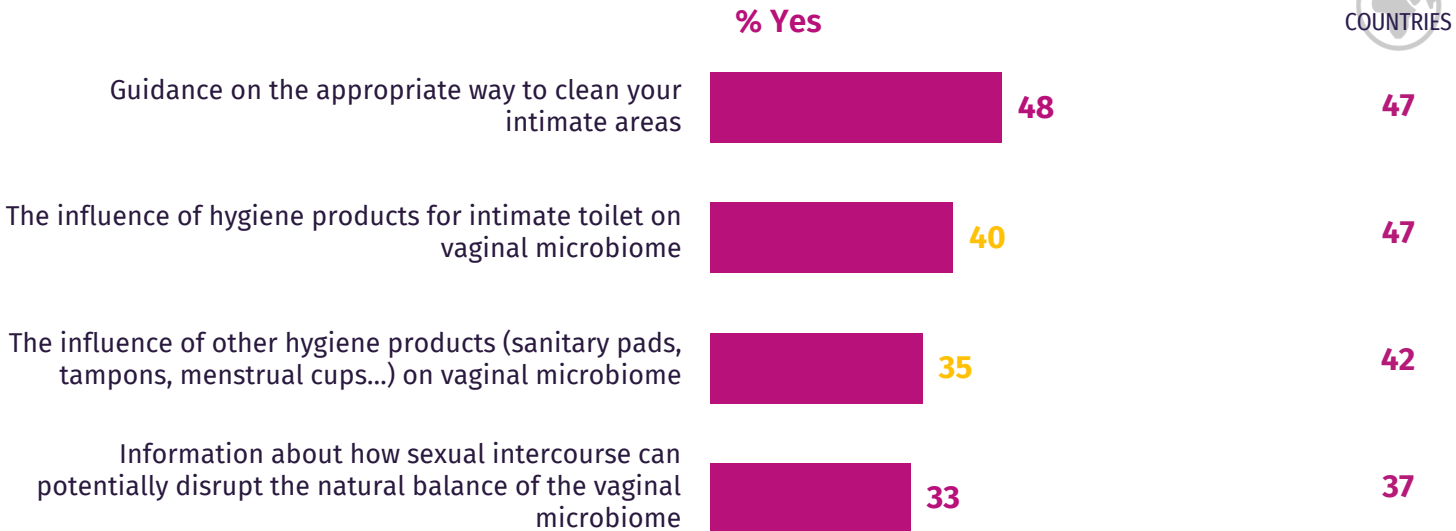 % Yes
COUNTRIES
Guidance on the appropriate way to clean your
intimate areas
48
47
The influence of hygiene products for intimate toilet on
vaginal microbiome
40
47
The influence of other hygiene products (sanitary pads,
tampons, menstrual cups...) on vaginal microbiome
35
42
Information about how sexual intercourse can
potentially disrupt the natural balance of the vaginal
microbiome
33
37